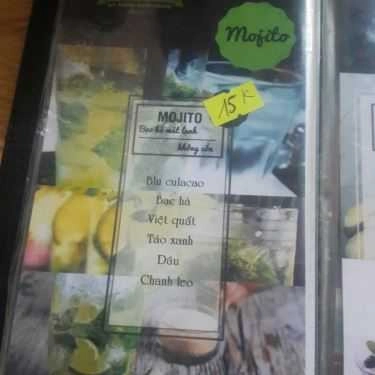 Mojito
15K
MOJITO
Bạc hà mát lạnh
không cồn
Blu culacao
Bạc hà
Việt quất
Táo xanh
Dâu
Chanh leo